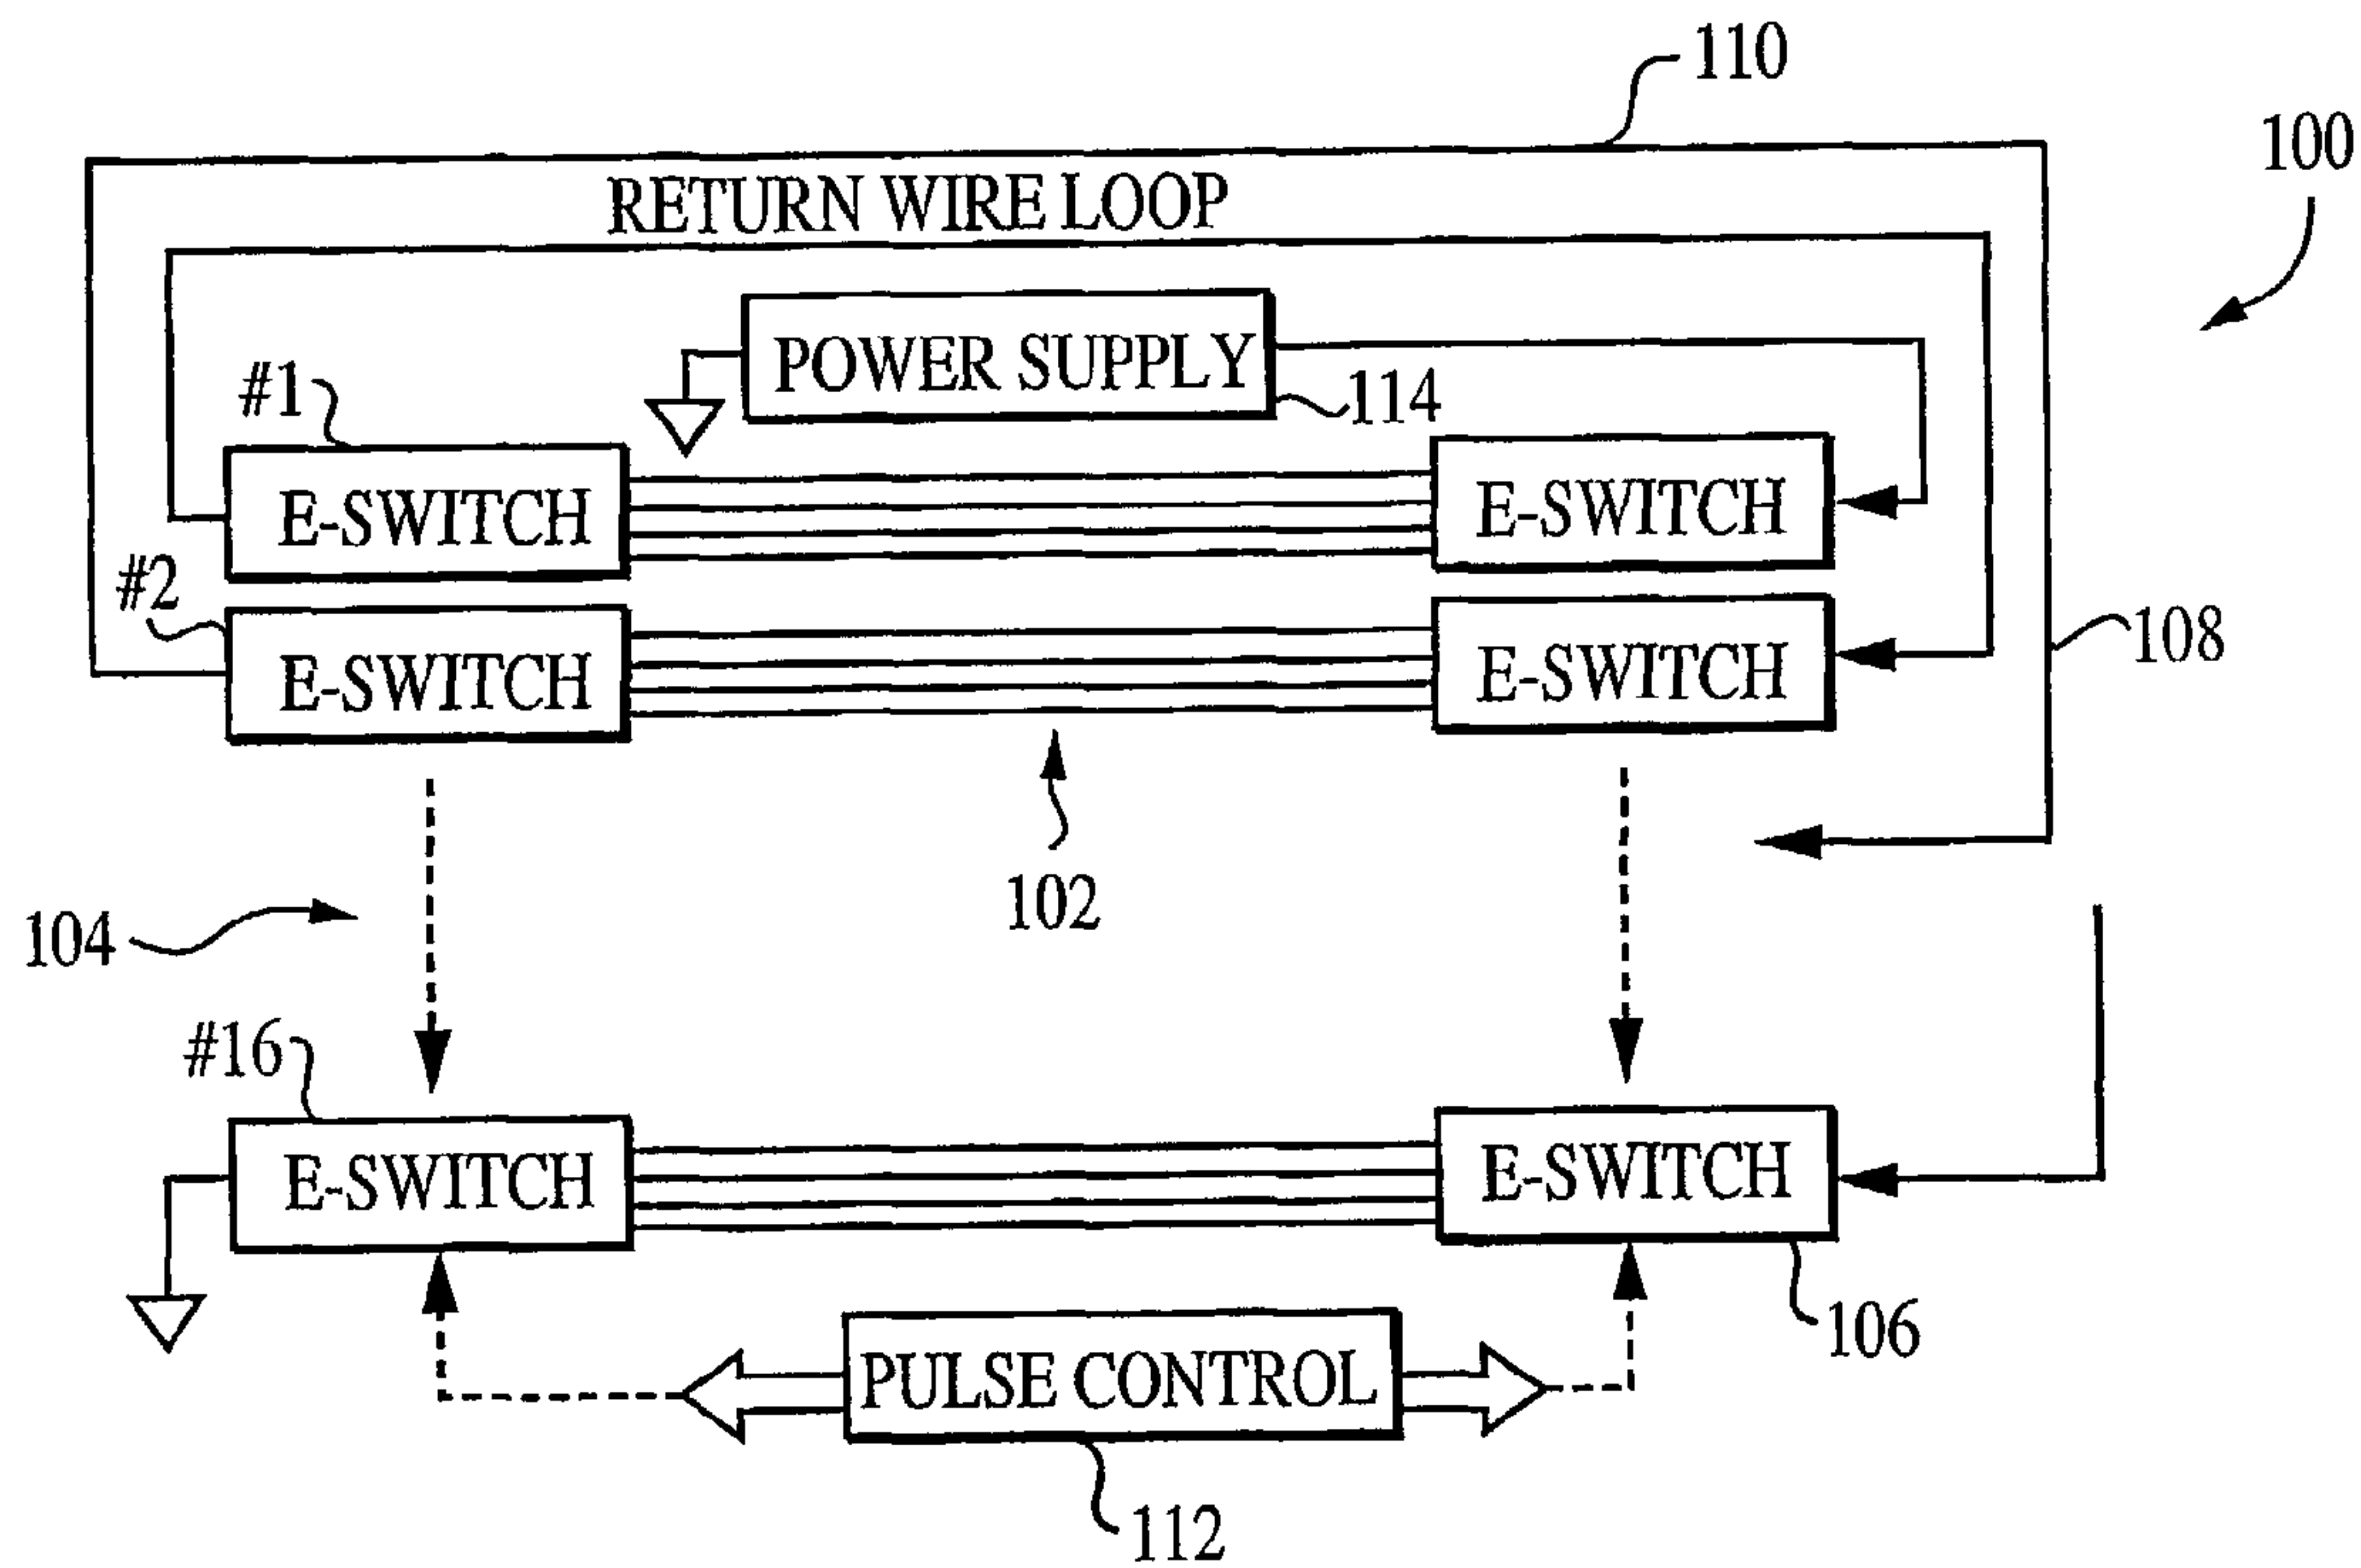 110
100
RETURN WIRE LOOP
POWER SUPPLY
114
#1
E-SWITCH
E-SWITCH
#2
E-SWITCH
E-SWITCH
108
102
104
#16
E-SWITCH
E-SWITCH
106
PULSE CONTROL
112